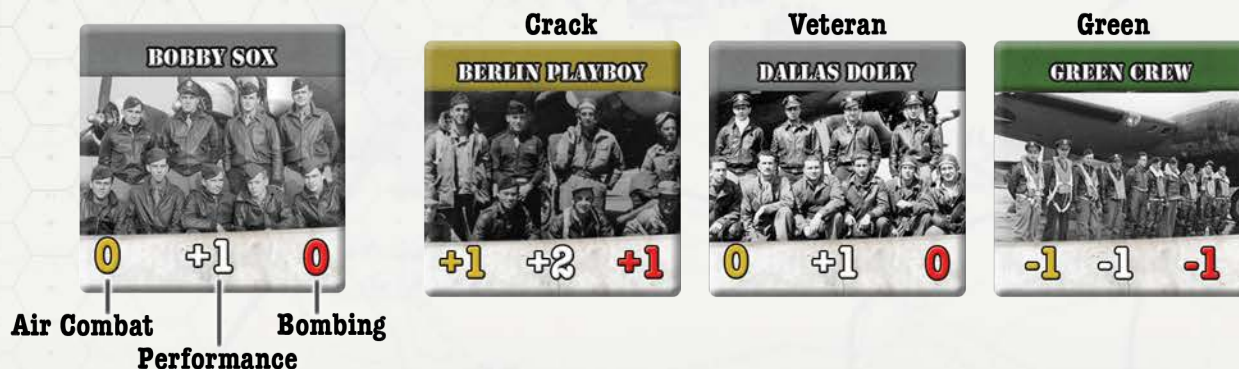 BOBBY SOX
0 +1 0
Air Combat
Bombing
Performance
Crack
BERLIN PLAYBOY
+1 +2 +1
Veteran
DALLAS DOLLY
0 +1 0
Green
GREEN CREW
-1 -1 -1